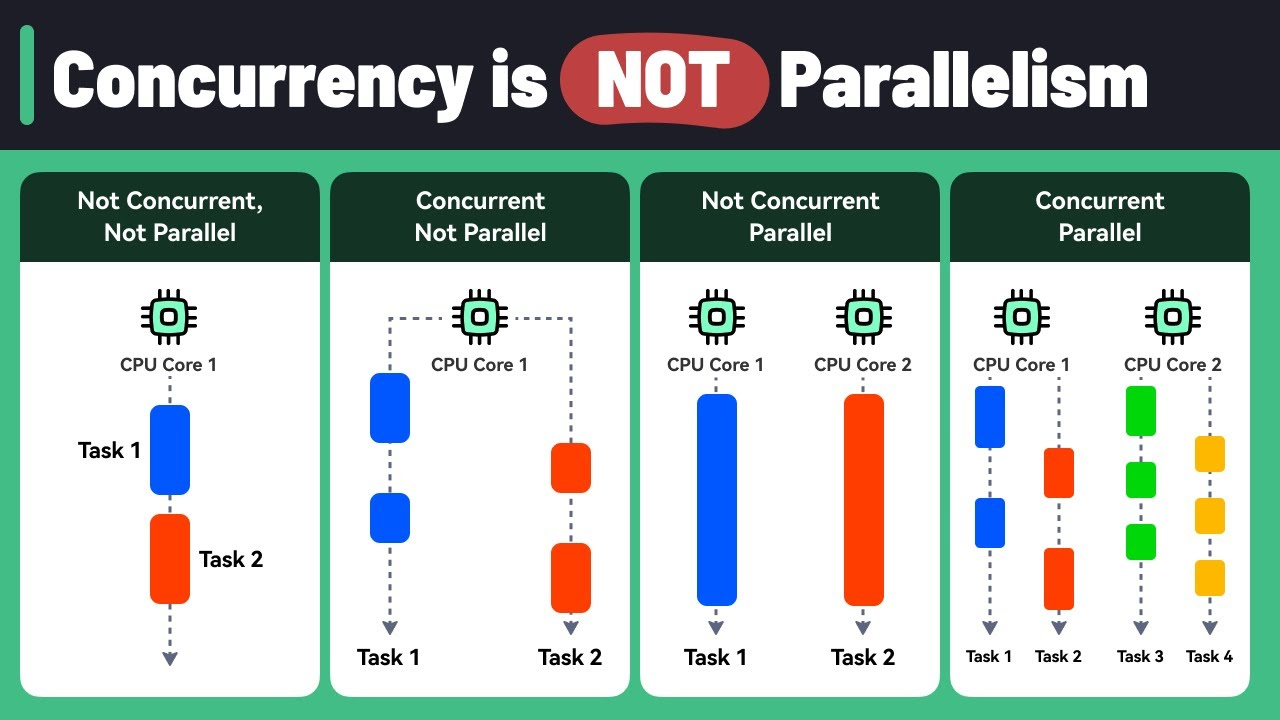 Concurrency is NOT Parallelism
Not Concurrent,
Not Parallel
CPU Core 1
Task 1
Task 2
Concurrent
Not Parallel
CPU Core 1
Task 1 Task 2
Not Concurrent
Parallel
CPU Core 1 CPU Core 2
Task 1 Task 2
Concurrent
Parallel
CPU Core 1 CPU Core 2
Task 1 Task 2 Task 3 Task 4